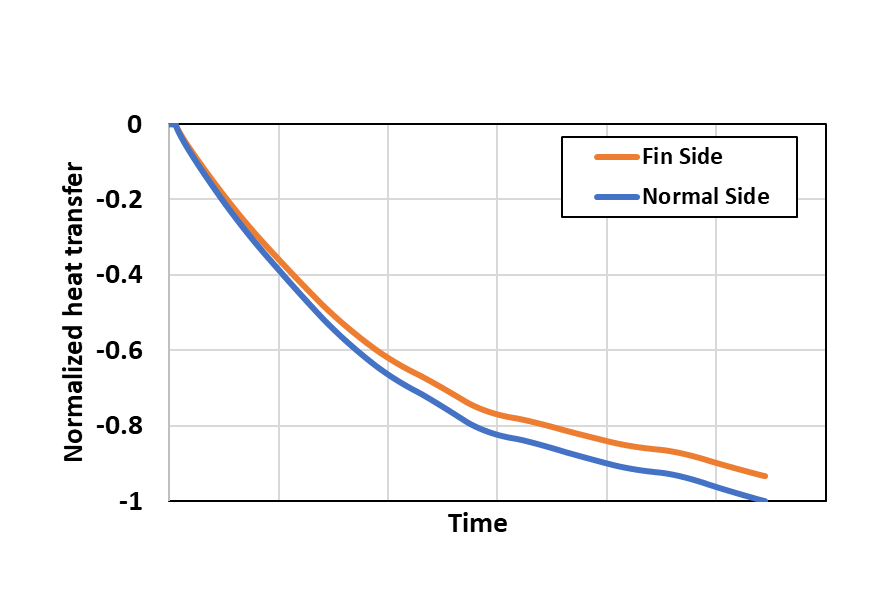 0
-0.2
-0.4
-0.6
-0.8
-1
Normalized heat transfer
Fin Side
Normal Side
Time